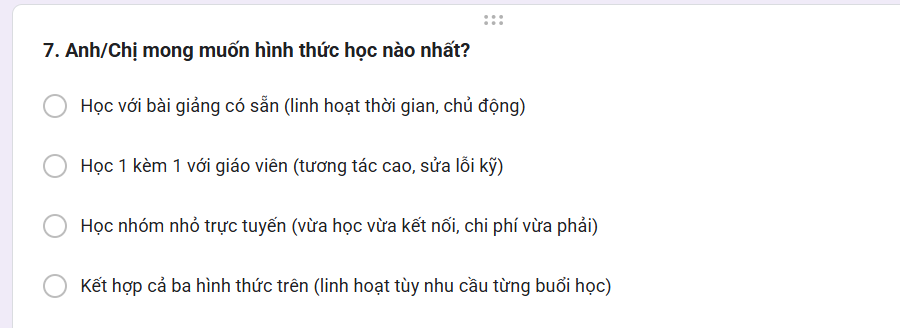 7. Anh/Chị mong muốn hình thức học nào nhất?
Học với bài giảng có sẵn (linh hoạt thời gian, chủ động)
Học 1 kèm 1 với giáo viên (tương tác cao, sửa lỗi kỹ)
Học nhóm nhỏ trực tuyến (vừa học vừa kết nối, chi phí vừa phải)
Kết hợp cả ba hình thức trên (linh hoạt tùy nhu cầu từng buổi học)